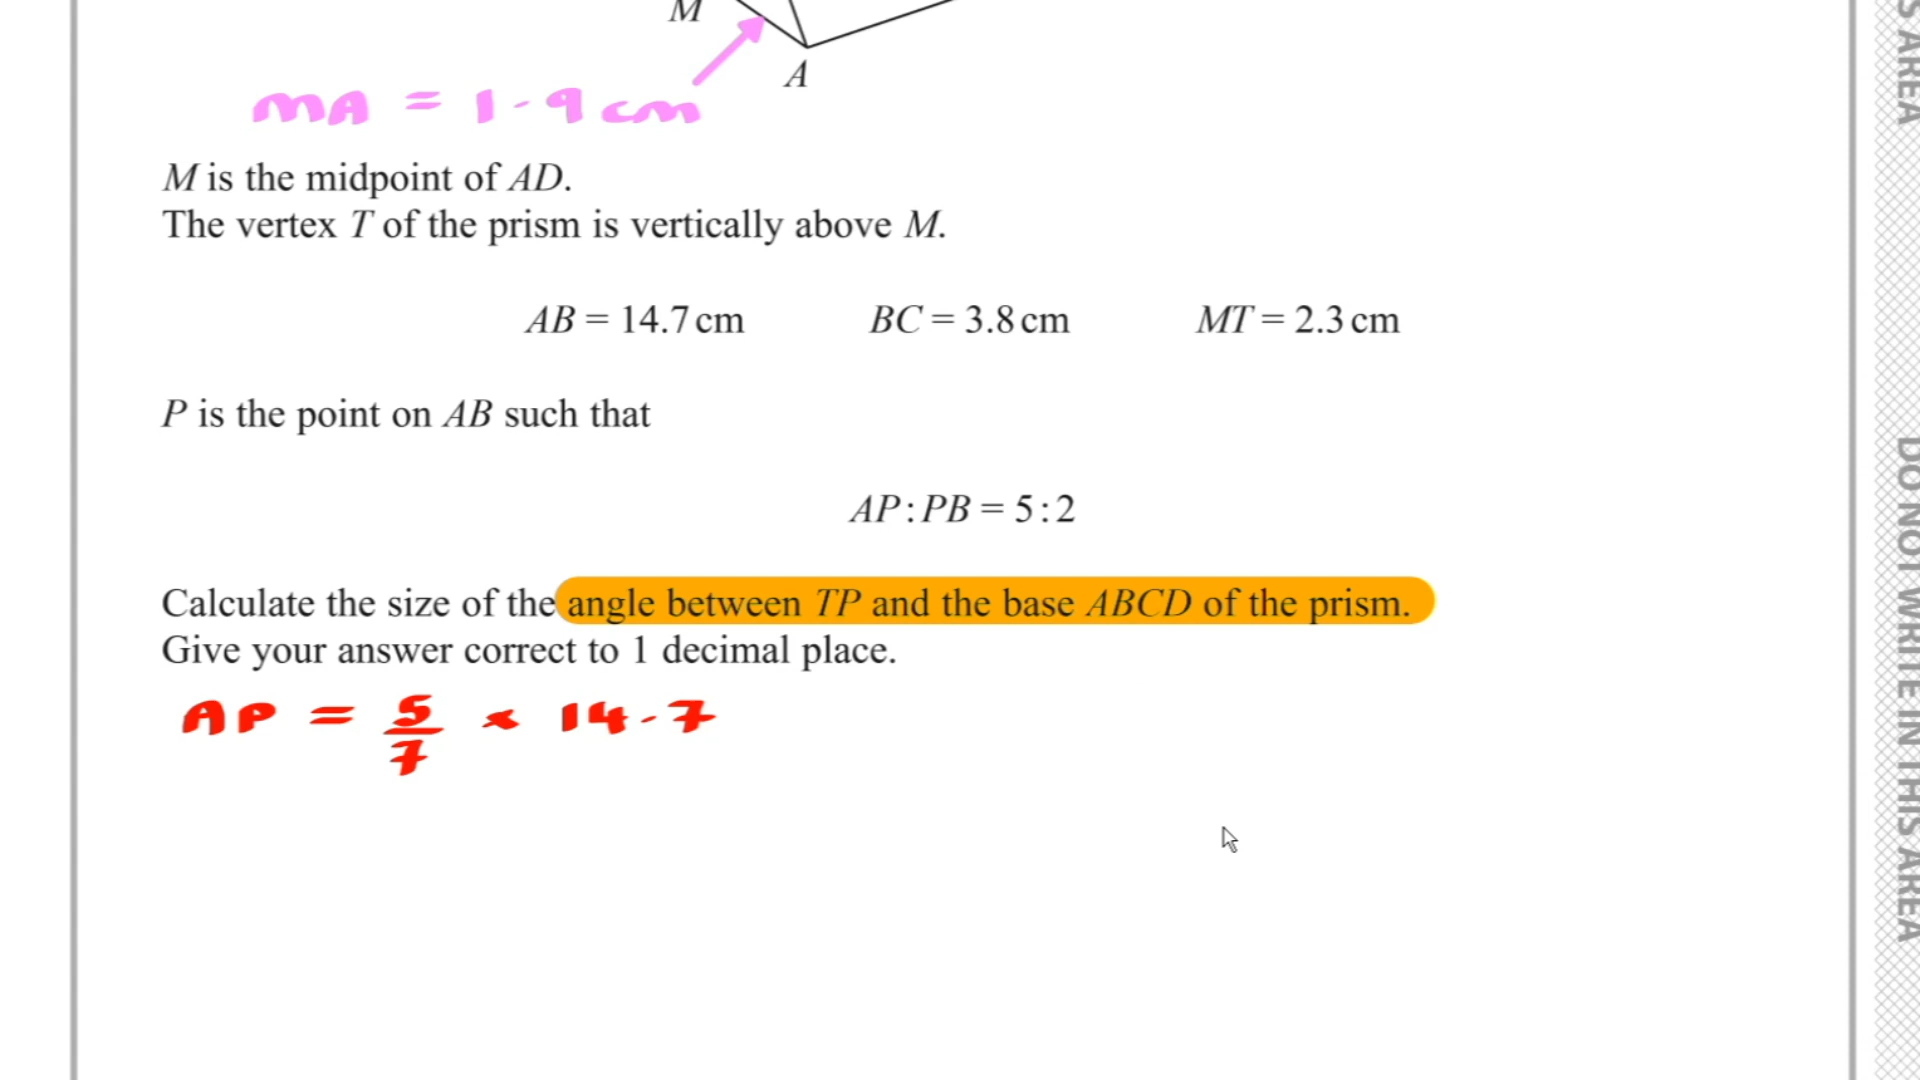 M
A
MA = 1.9cm
M is the midpoint of AD.
The vertex T of the prism is vertically above M.
AB = 14.7 cm BC = 3.8 cm MT = 2.3 cm
P is the point on AB such that
AP : PB = 5 : 2
Calculate the size of the angle between TP and the base ABCD of the prism.
Give your answer correct to 1 decimal place.
AP = 5/7 × 14.7
S AREA
DO NOT WRITE IN THIS AREA